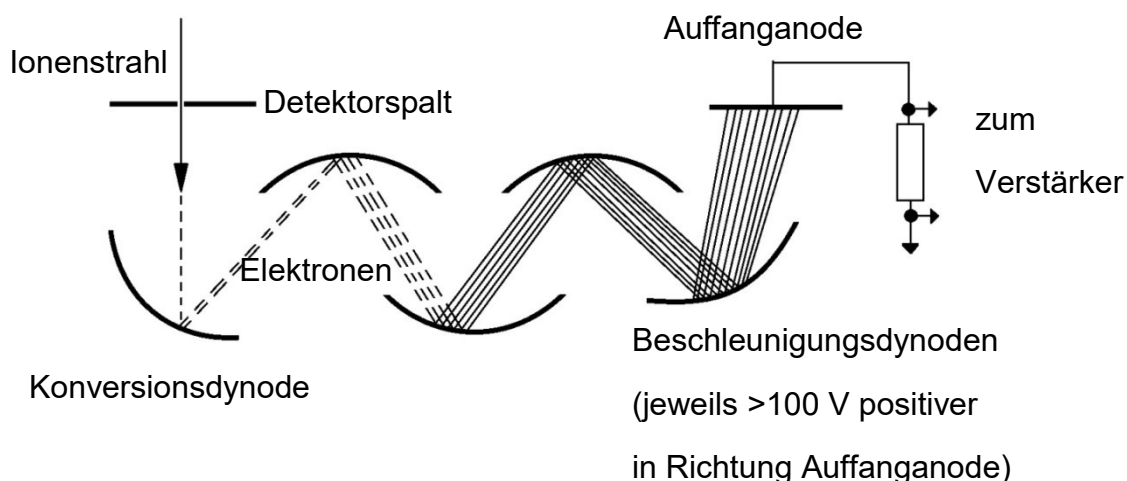 Auffanganode
Ionenstrahl
Detektorspalt
zum
Verstärker
Elektronen
Konversionsdynode
Beschleunigungsdynoden
(jeweils >100 V positiver
in Richtung Auffanganode)